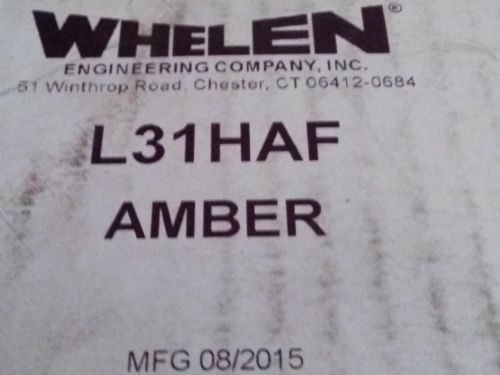 WHELEN®
ENGINEERING COMPANY, INC.
51 Winthrop Road, Chester, CT 06412-0684
L31HAF
AMBER
MFG 08/2015